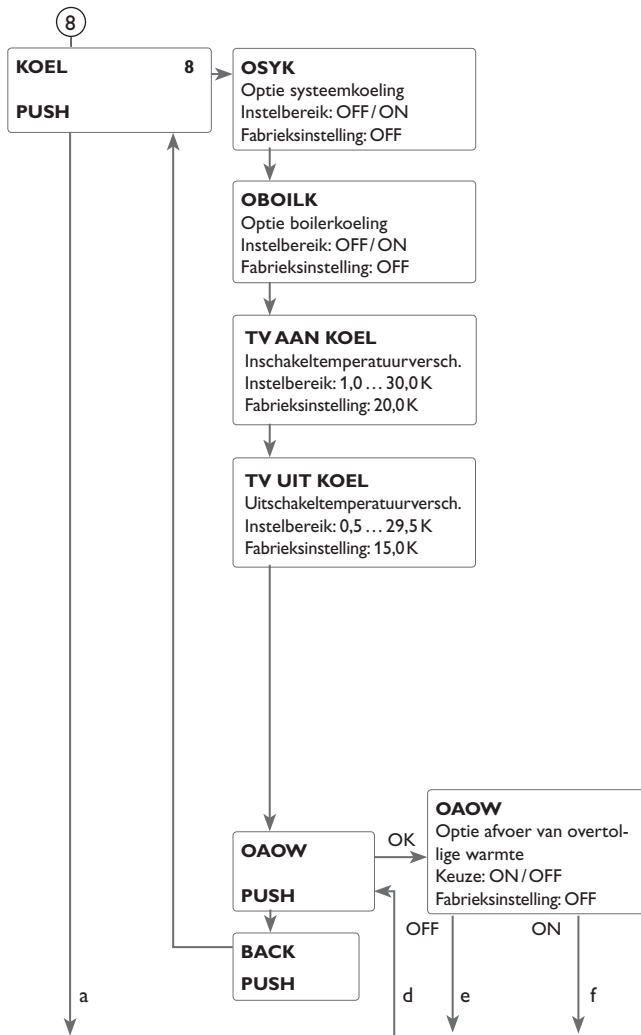 8
KOEL 8
PUSH
OSYK
Optie systeemkoeling
Instelbereik: OFF / ON
Fabrieksinstelling: OFF
OBOILK
Optie boilerkoeling
Instelbereik: OFF / ON
Fabrieksinstelling: OFF
TV AAN KOEL
Inschakeltemperatuurversch.
Instelbereik: 1,0 … 30,0 K
Fabrieksinstelling: 20,0 K
TV UIT KOEL
Uitschakeltemperatuurversch.
Instelbereik: 0,5 … 29,5 K
Fabrieksinstelling: 15,0 K
OAOW
PUSH
OK
OAOW
Optie afvoer van overtol-
lige warmte
Keuze: ON / OFF
Fabrieksinstelling: OFF
BACK
PUSH
OFF ON
a d e f